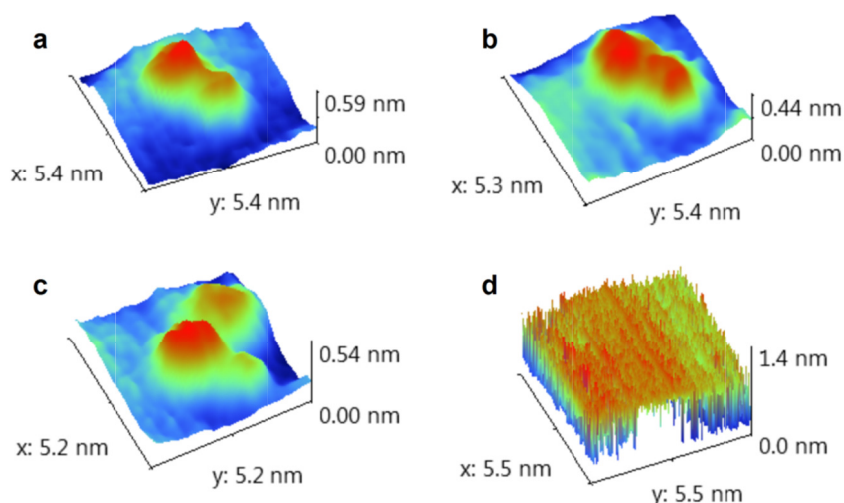 a
0.59 nm
0.00 nm
x: 5.4 nm
y: 5.4 nm
b
0.44 nm
0.00 nm
x: 5.3 nm
y: 5.4 nm
c
0.54 nm
0.00 nm
x: 5.2 nm
y: 5.2 nm
d
1.4 nm
0.0 nm
x: 5.5 nm
y: 5.5 nm